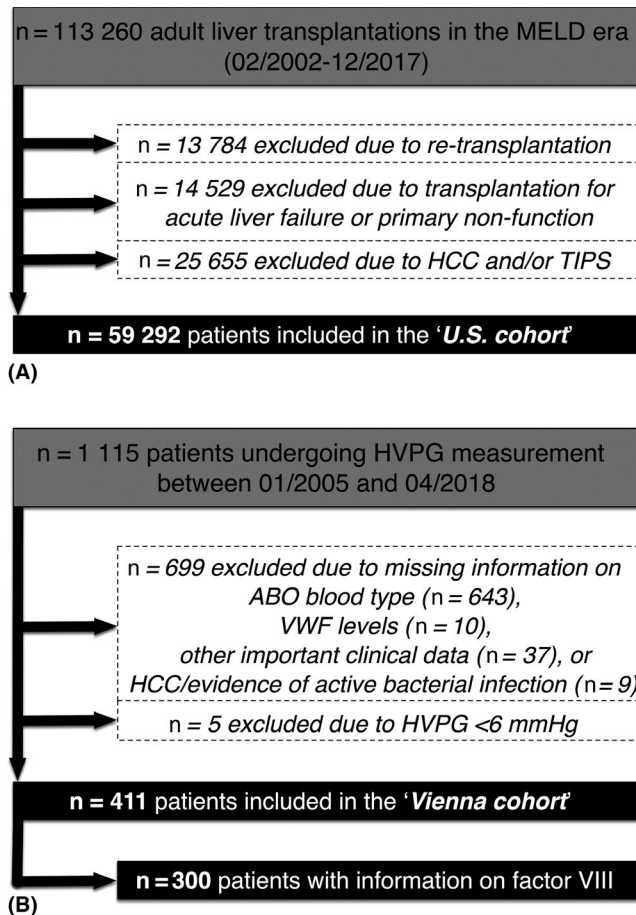 n = 113 260 adult liver transplantations in the MELD era
(02/2002-12/2017)
n = 13 784 excluded due to re-transplantation
n = 14 529 excluded due to transplantation for
acute liver failure or primary non-function
n = 25 655 excluded due to HCC and/or TIPS
n = 59 292 patients included in the 'U.S. cohort'
(A)
n = 1 115 patients undergoing HVPG measurement
between 01/2005 and 04/2018
n = 699 excluded due to missing information on
ABO blood type (n = 643),
VWF levels (n = 10),
other important clinical data (n = 37), or
HCC/evidence of active bacterial infection (n = 9)
n = 5 excluded due to HVPG <6 mmHg
n = 411 patients included in the 'Vienna cohort'
n = 300 patients with information on factor VIII
(B)